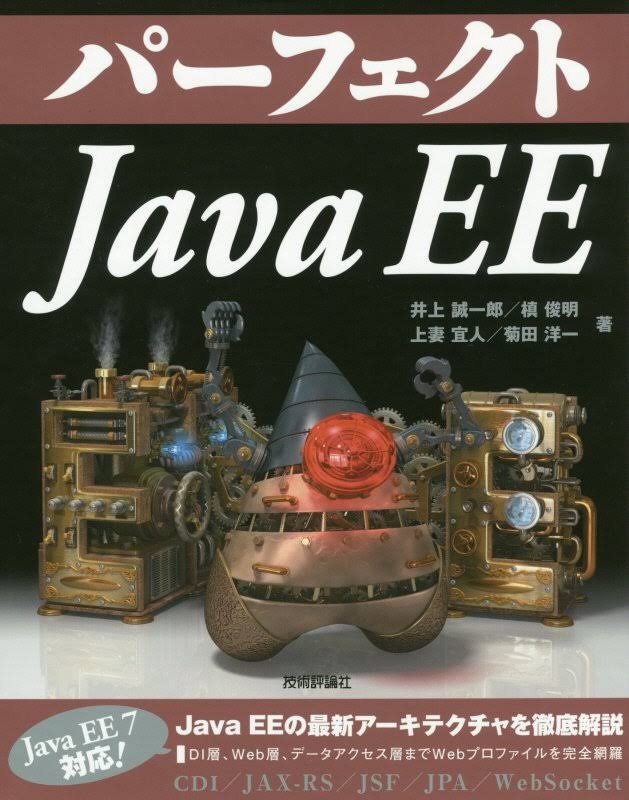 パーフェクト
Java EE
井上 誠一郎／槙 俊明
上妻 宜人／菊田 洋一
著
技術評論社
Java EE 7
対応!
Java EEの最新アーキテクチャを徹底解説
DI層、Web層、データアクセス層までWebプロファイルを完全網羅
CDI／JAX-RS／JSF／JPA／WebSocket